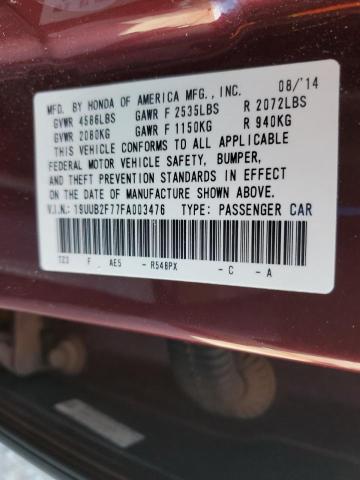 MFD. BY HONDA OF AMERICA MFG., INC. 08/'14
GVWR 4586LBS GAWR F 2535LBS R 2072LBS
GVWR 2080KG GAWR F 1150KG R 940KG
THIS VEHICLE CONFORMS TO ALL APPLICABLE
FEDERAL MOTOR VEHICLE SAFETY, BUMPER,
AND THEFT PREVENTION STANDARDS IN EFFECT
ON THE DATE OF MANUFACTURE SHOWN ABOVE.
V.I.N.: 19UUB2F77FA003476 TYPE: PASSENGER CAR
TZ3 F AE5 - R548PX - C - A